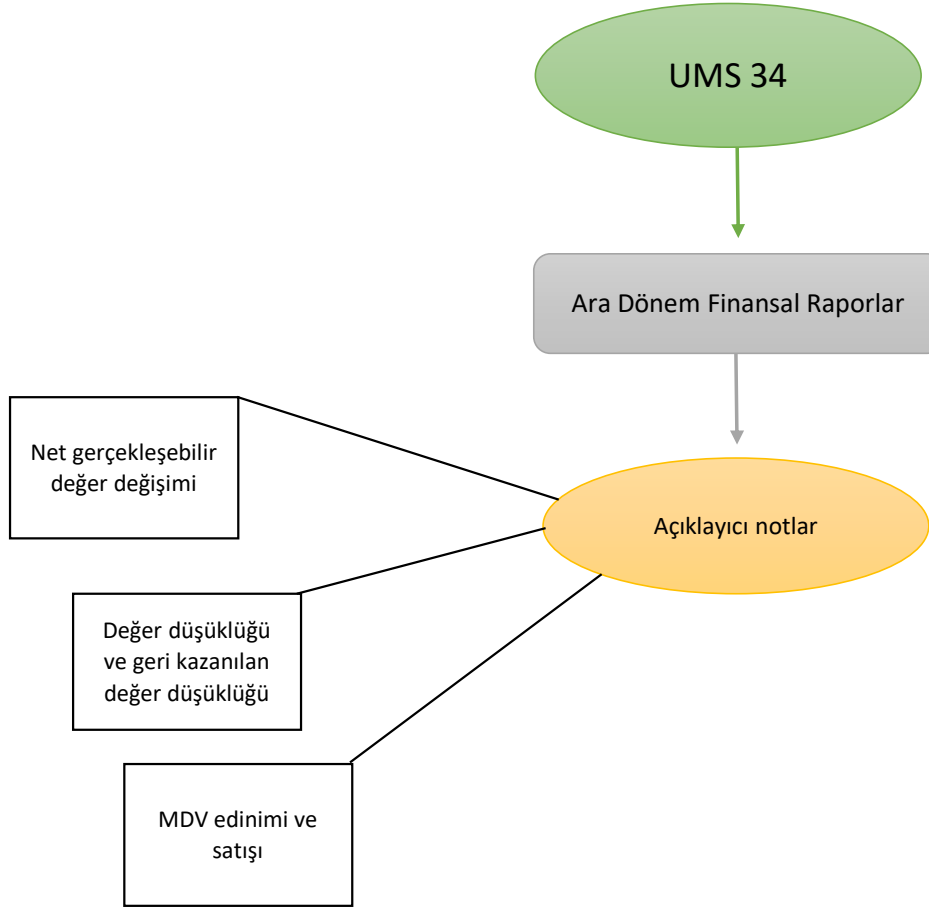 UMS 34
Ara Dönem Finansal Raporlar
Net gerçekleşebilir
değer değişimi
Açıklayıcı notlar
Değer düşüklüğü
ve geri kazanılan
değer düşüklüğü
MDV edinimi ve
satışı